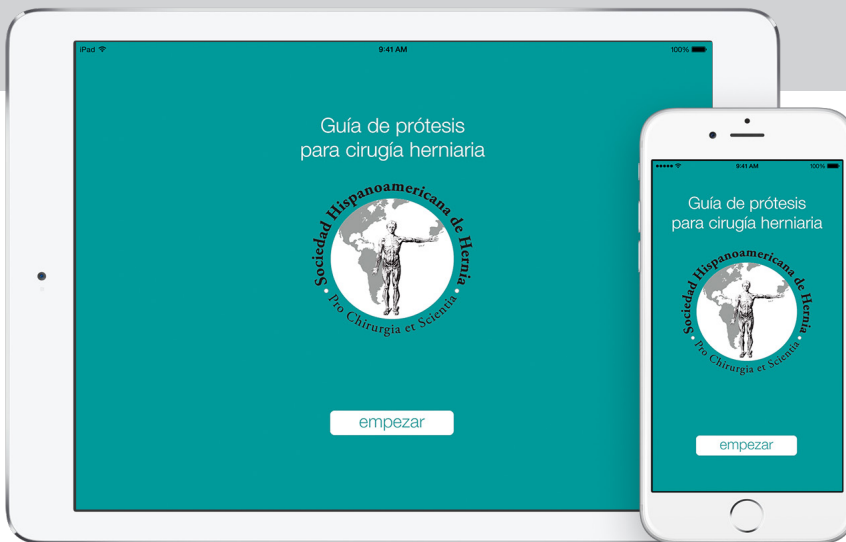 iPad 9:41 AM 100%
Guía de prótesis
para cirugía herniaria
Sociedad Hispanoamericana de Hernia
Pro Chirurgia et Scientia
empezar
9:41 AM 100%
Guía de prótesis
para cirugía herniaria
Sociedad Hispanoamericana de Hernia
Pro Chirurgia et Scientia
empezar